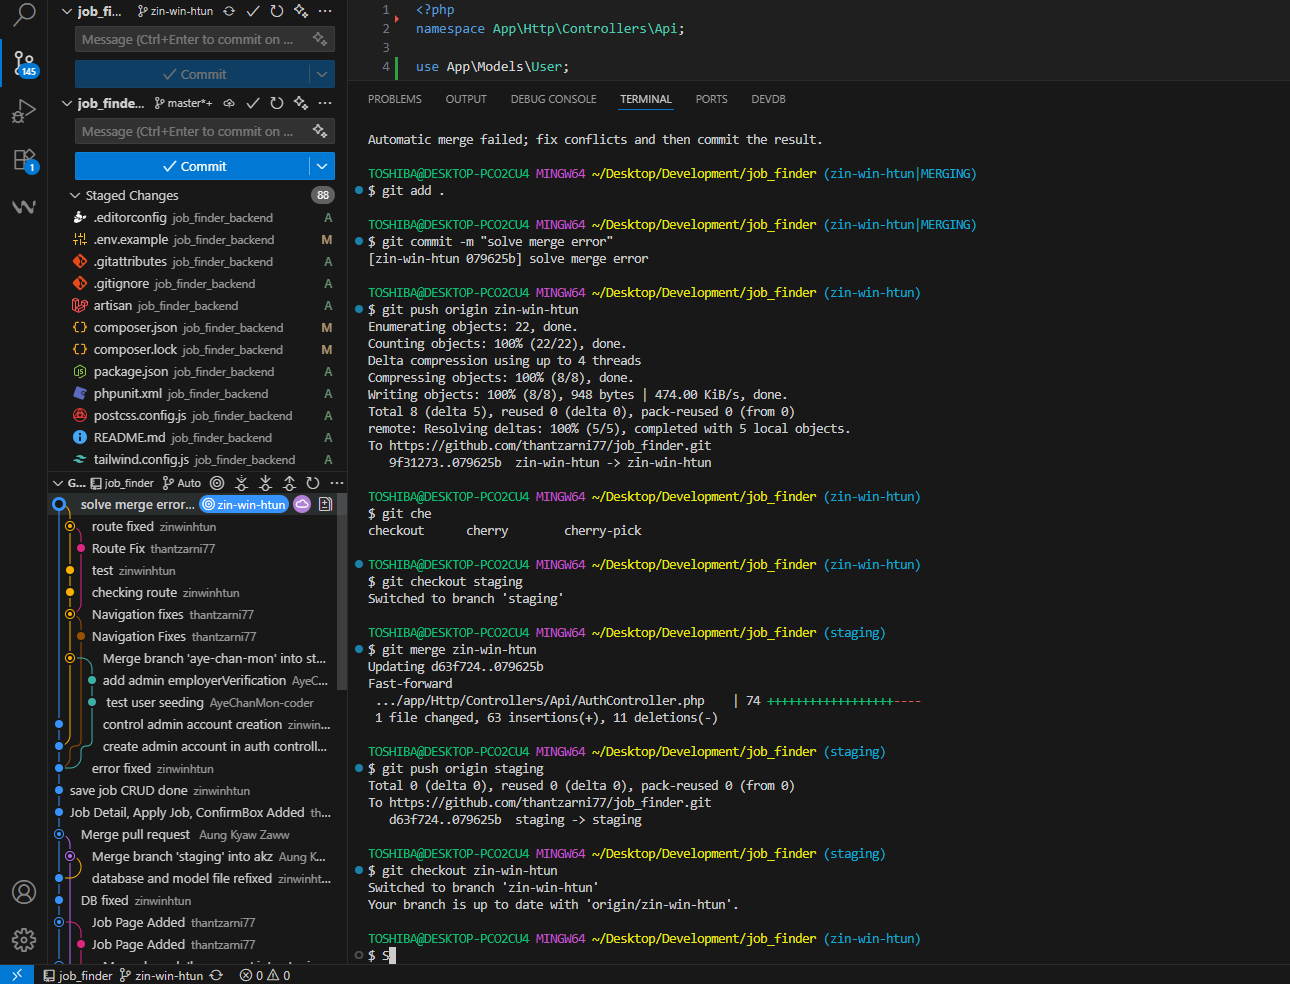 job_fi... zin-win-htun
Message (Ctrl+Enter to commit on ...
Commit
145
job_finde... master*+
Message (Ctrl+Enter to commit on ...
Commit
1
Staged Changes 88
.editorconfig job_finder_backend A
.env.example job_finder_backend M
.gitattributes job_finder_backend A
.gitignore job_finder_backend A
artisan job_finder_backend A
composer.json job_finder_backend M
composer.lock job_finder_backend M
package.json job_finder_backend A
phpunit.xml job_finder_backend A
postcss.config.js job_finder_backend A
README.md job_finder_backend A
tailwind.config.js job_finder_backend A
G... job_finder Auto
solve merge error... zin-win-htun
route fixed zinwinhtun
Route Fix thantzarni77
test zinwinhtun
checking route zinwinhtun
Navigation fixes thantzarni77
Navigation Fixes thantzarni77
Merge branch 'aye-chan-mon' into st...
add admin employerVerification AyeC...
test user seeding AyeChanMon-coder
control admin account creation zinwin...
create admin account in auth controll...
error fixed zinwinhtun
save job CRUD done zinwinhtun
Job Detail, Apply Job, ConfirmBox Added th...
Merge pull request Aung Kyaw Zaww
Merge branch 'staging' into akz Aung K...
database and model file refixed zinwinht...
DB fixed zinwinhtun
Job Page Added thantzarni77
Job Page Added thantzarni77
1 <?php
2 namespace App\Http\Controllers\Api;
3
4 use App\Models\User;
PROBLEMS OUTPUT DEBUG CONSOLE TERMINAL PORTS DEVDB
Automatic merge failed; fix conflicts and then commit the result.
TOSHIBA@DESKTOP-PCO2CU4 MINGW64 ~/Desktop/Development/job_finder (zin-win-htun|MERGING)
$ git add .
TOSHIBA@DESKTOP-PCO2CU4 MINGW64 ~/Desktop/Development/job_finder (zin-win-htun|MERGING)
$ git commit -m "solve merge error"
[zin-win-htun 079625b] solve merge error
TOSHIBA@DESKTOP-PCO2CU4 MINGW64 ~/Desktop/Development/job_finder (zin-win-htun)
$ git push origin zin-win-htun
Enumerating objects: 22, done.
Counting objects: 100% (22/22), done.
Delta compression using up to 4 threads
Compressing objects: 100% (8/8), done.
Writing objects: 100% (8/8), 948 bytes | 474.00 KiB/s, done.
Total 8 (delta 5), reused 0 (delta 0), pack-reused 0 (from 0)
remote: Resolving deltas: 100% (5/5), completed with 5 local objects.
To https://github.com/thantzarni77/job_finder.git
9f31273..079625b zin-win-htun -> zin-win-htun
TOSHIBA@DESKTOP-PCO2CU4 MINGW64 ~/Desktop/Development/job_finder (zin-win-htun)
$ git che
checkout cherry cherry-pick
TOSHIBA@DESKTOP-PCO2CU4 MINGW64 ~/Desktop/Development/job_finder (zin-win-htun)
$ git checkout staging
Switched to branch 'staging'
TOSHIBA@DESKTOP-PCO2CU4 MINGW64 ~/Desktop/Development/job_finder (staging)
$ git merge zin-win-htun
Updating d63f724..079625b
Fast-forward
.../app/Http/Controllers/Api/AuthController.php | 74 ++++++++++++++++++----
1 file changed, 63 insertions(+), 11 deletions(-)
TOSHIBA@DESKTOP-PCO2CU4 MINGW64 ~/Desktop/Development/job_finder (staging)
$ git push origin staging
Total 0 (delta 0), reused 0 (delta 0), pack-reused 0 (from 0)
To https://github.com/thantzarni77/job_finder.git
d63f724..079625b staging -> staging
TOSHIBA@DESKTOP-PCO2CU4 MINGW64 ~/Desktop/Development/job_finder (staging)
$ git checkout zin-win-htun
Switched to branch 'zin-win-htun'
Your branch is up to date with 'origin/zin-win-htun'.
TOSHIBA@DESKTOP-PCO2CU4 MINGW64 ~/Desktop/Development/job_finder (zin-win-htun)
$ S
job_finder zin-win-htun 0 0